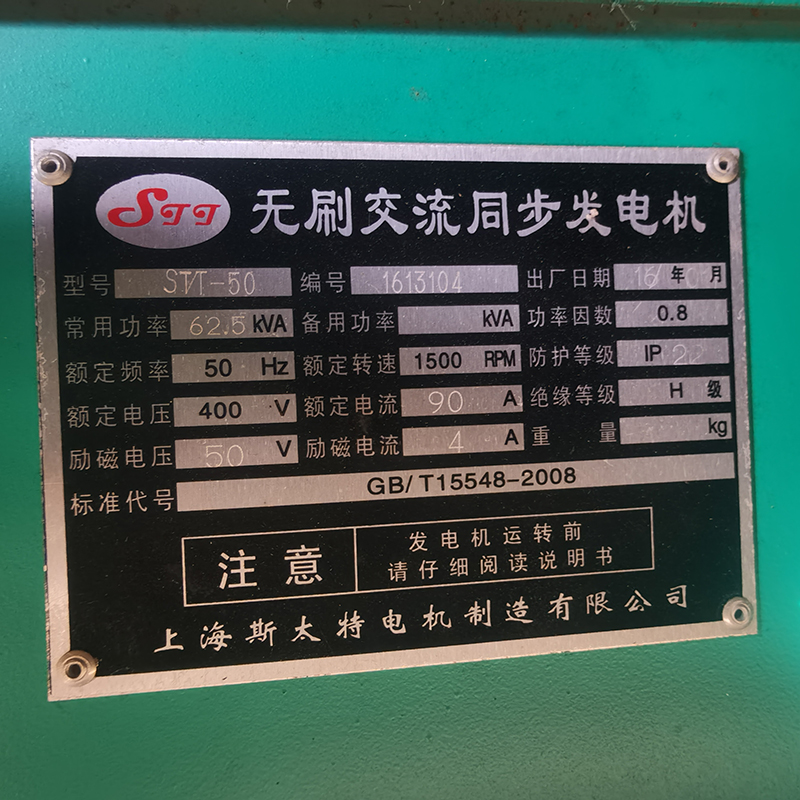 STT 无刷交流同步发电机
型号 STT-50 编号 1613104 出厂日期 16年 月
常用功率 62.5 kVA 备用功率 kVA 功率因数 0.8
额定频率 50 Hz 额定转速 1500 RPM 防护等级 IP 22
额定电压 400 V 额定电流 90 A 绝缘等级 H 级
励磁电压 50 V 励磁电流 4 A 重量 kg
标准代号 GB/T15548-2008
注意
发电机运转前
请仔细阅读说明书
上海斯太特电机制造有限公司